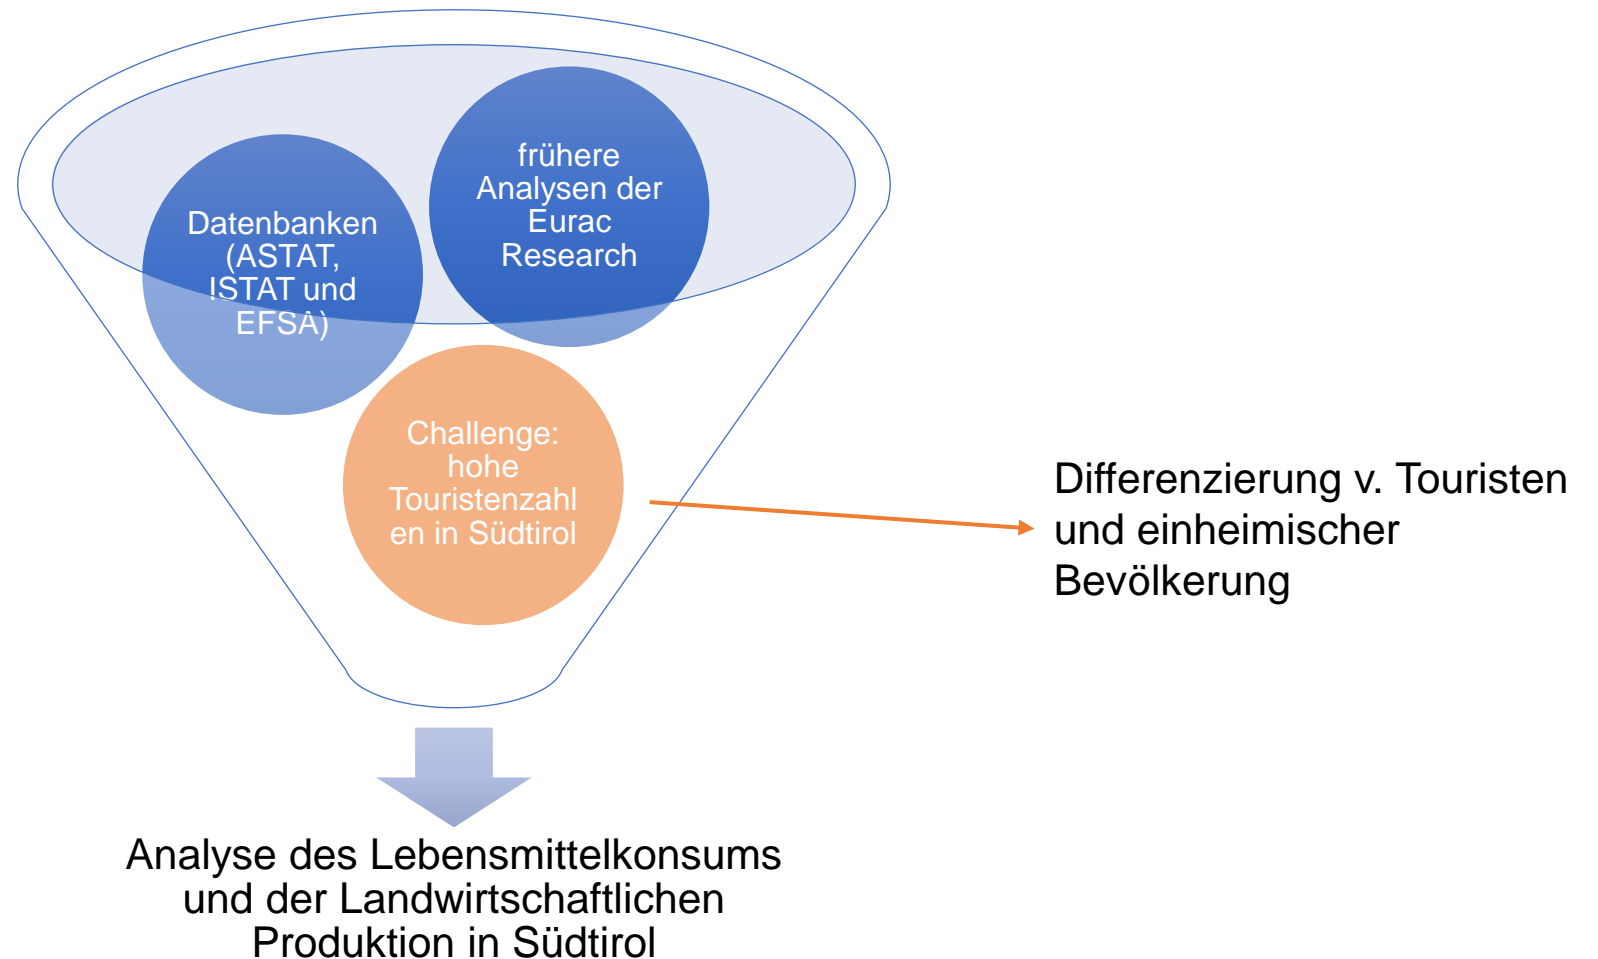 frühere
Analysen der
Eurac
Research
Datenbanken
(ASTAT,
!STAT und
EFSA)
Challenge:
hohe
Touristenzahl
en in Südtirol
Differenzierung v. Touristen
und einheimischer
Bevölkerung
Analyse des Lebensmittelkonsums
und der Landwirtschaftlichen
Produktion in Südtirol